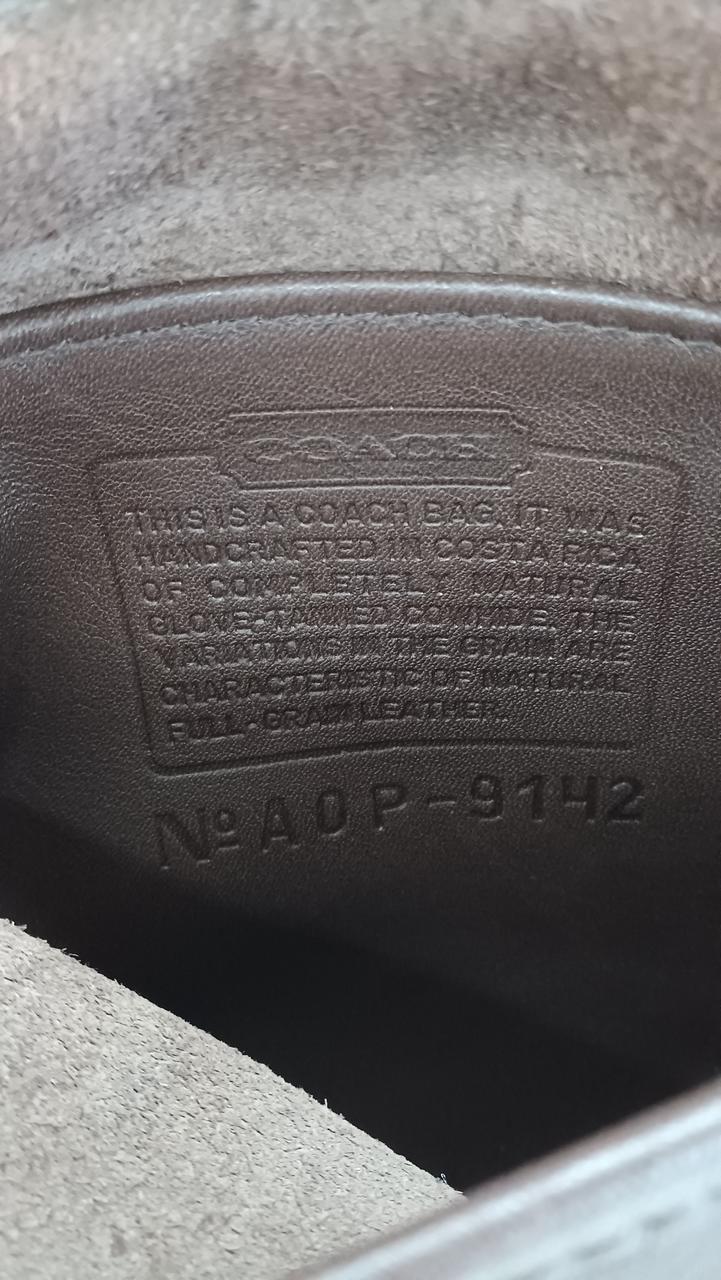 COACH
THIS IS A COACH BAG. IT WAS
HANDCRAFTED IN COSTA RICA
OF COMPLETELY NATURAL
GLOVE-TANNED COWHIDE. THE
VARIATIONS IN THE GRAIN ARE
CHARACTERISTIC OF NATURAL
FULL-GRAIN LEATHER.
Nº A0P-9142